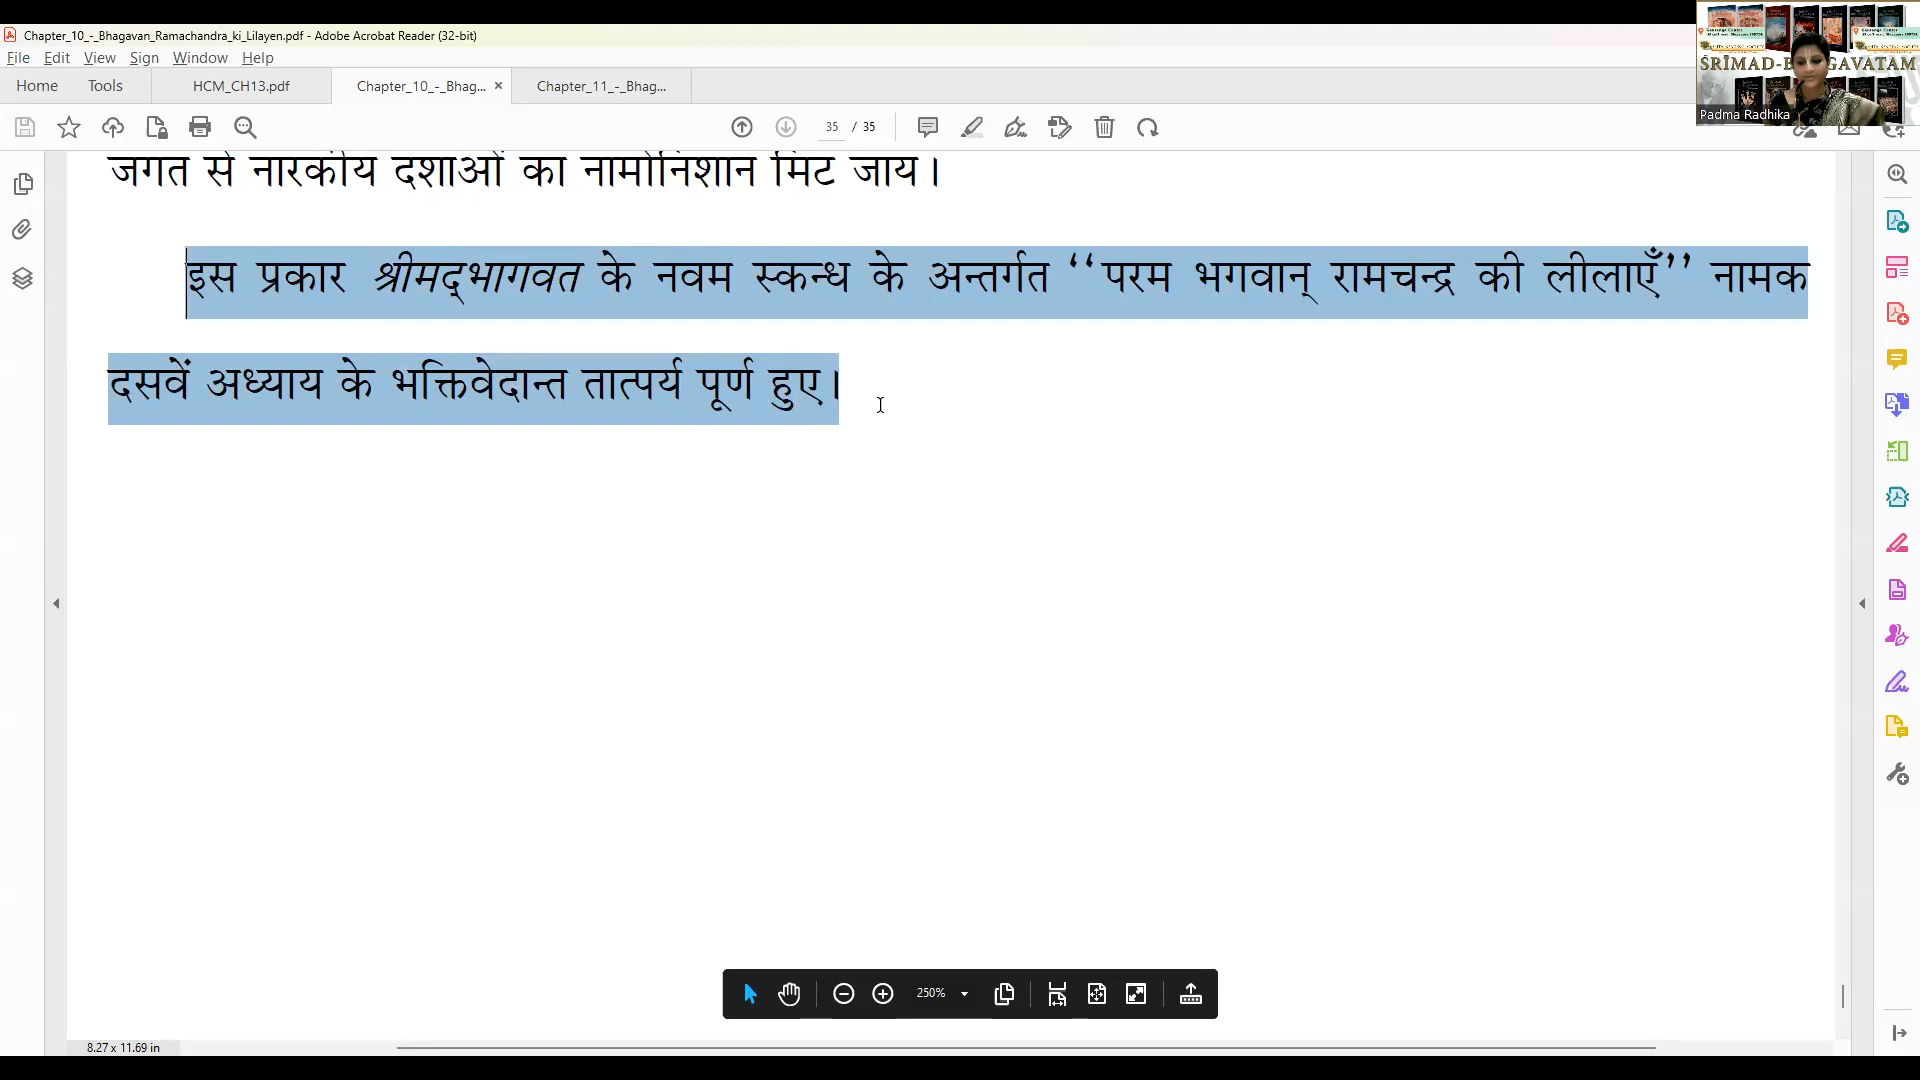 Chapter_10_-_Bhagavan_Ramachandra_ki_Lilayen.pdf - Adobe Acrobat Reader (32-bit)
File Edit View Sign Window Help
Home Tools HCM_CH13.pdf Chapter_10_-_Bhag... Chapter_11_-_Bhag...
35 / 35
ŚRĪMAD-BHĀGAVATAM
Padma Radhika
जगत से नारकीय दशाओं का नामोनिशान मिट जाय।
इस प्रकार श्रीमद्भागवत के नवम स्कन्ध के अन्तर्गत ‘‘परम भगवान् रामचन्द्र की लीलाएँ’’ नामक
दसवें अध्याय के भक्तिवेदान्त तात्पर्य पूर्ण हुए।
250%
8.27 x 11.69 in